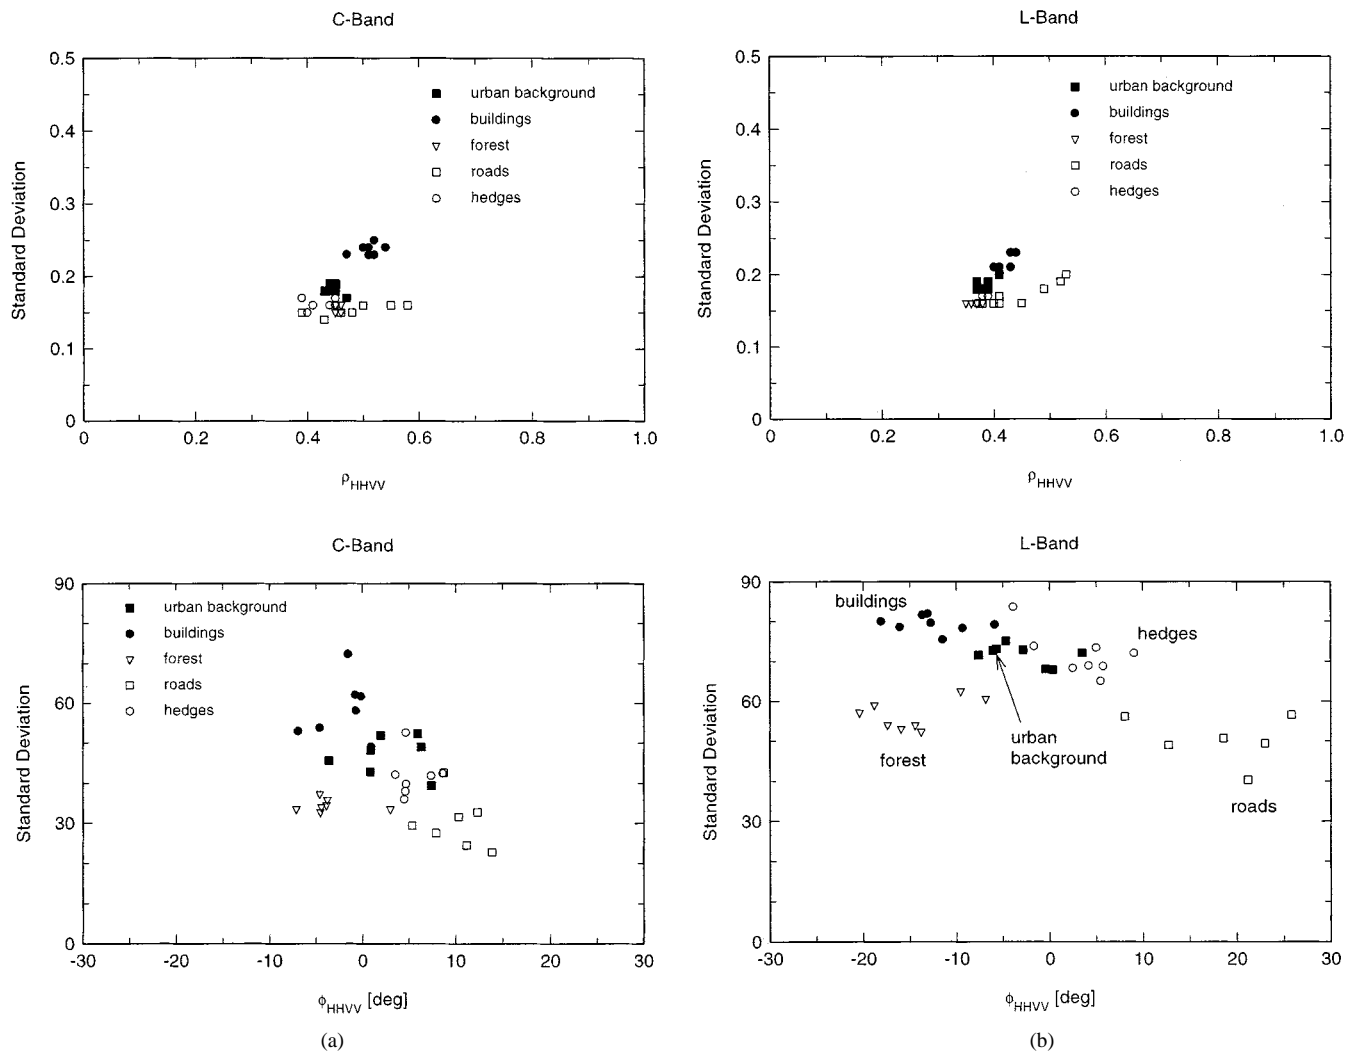 C-Band
0.5
0.4
0.3
0.2
0.1
0
Standard Deviation
urban background
buildings
forest
roads
hedges
0 0.2 0.4 0.6 0.8 1.0
ρHHVV
L-Band
0.5
0.4
0.3
0.2
0.1
0
Standard Deviation
urban background
buildings
forest
roads
hedges
0 0.2 0.4 0.6 0.8 1.0
ρHHVV
C-Band
90
60
30
0
Standard Deviation
urban background
buildings
forest
roads
hedges
-30 -20 -10 0 10 20 30
ϕHHVV [deg]
(a)
L-Band
90
60
30
0
Standard Deviation
buildings
hedges
urban
background
forest
roads
-30 -20 -10 0 10 20 30
ϕHHVV [deg]
(b)